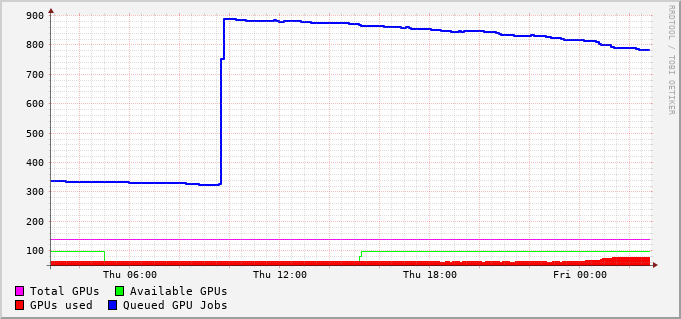 900
800
700
600
500
400
300
200
100
Thu 06:00 Thu 12:00 Thu 18:00 Fri 00:00
Total GPUs Available GPUs
GPUs used Queued GPU Jobs
RRDTOOL / TOBI OETIKER